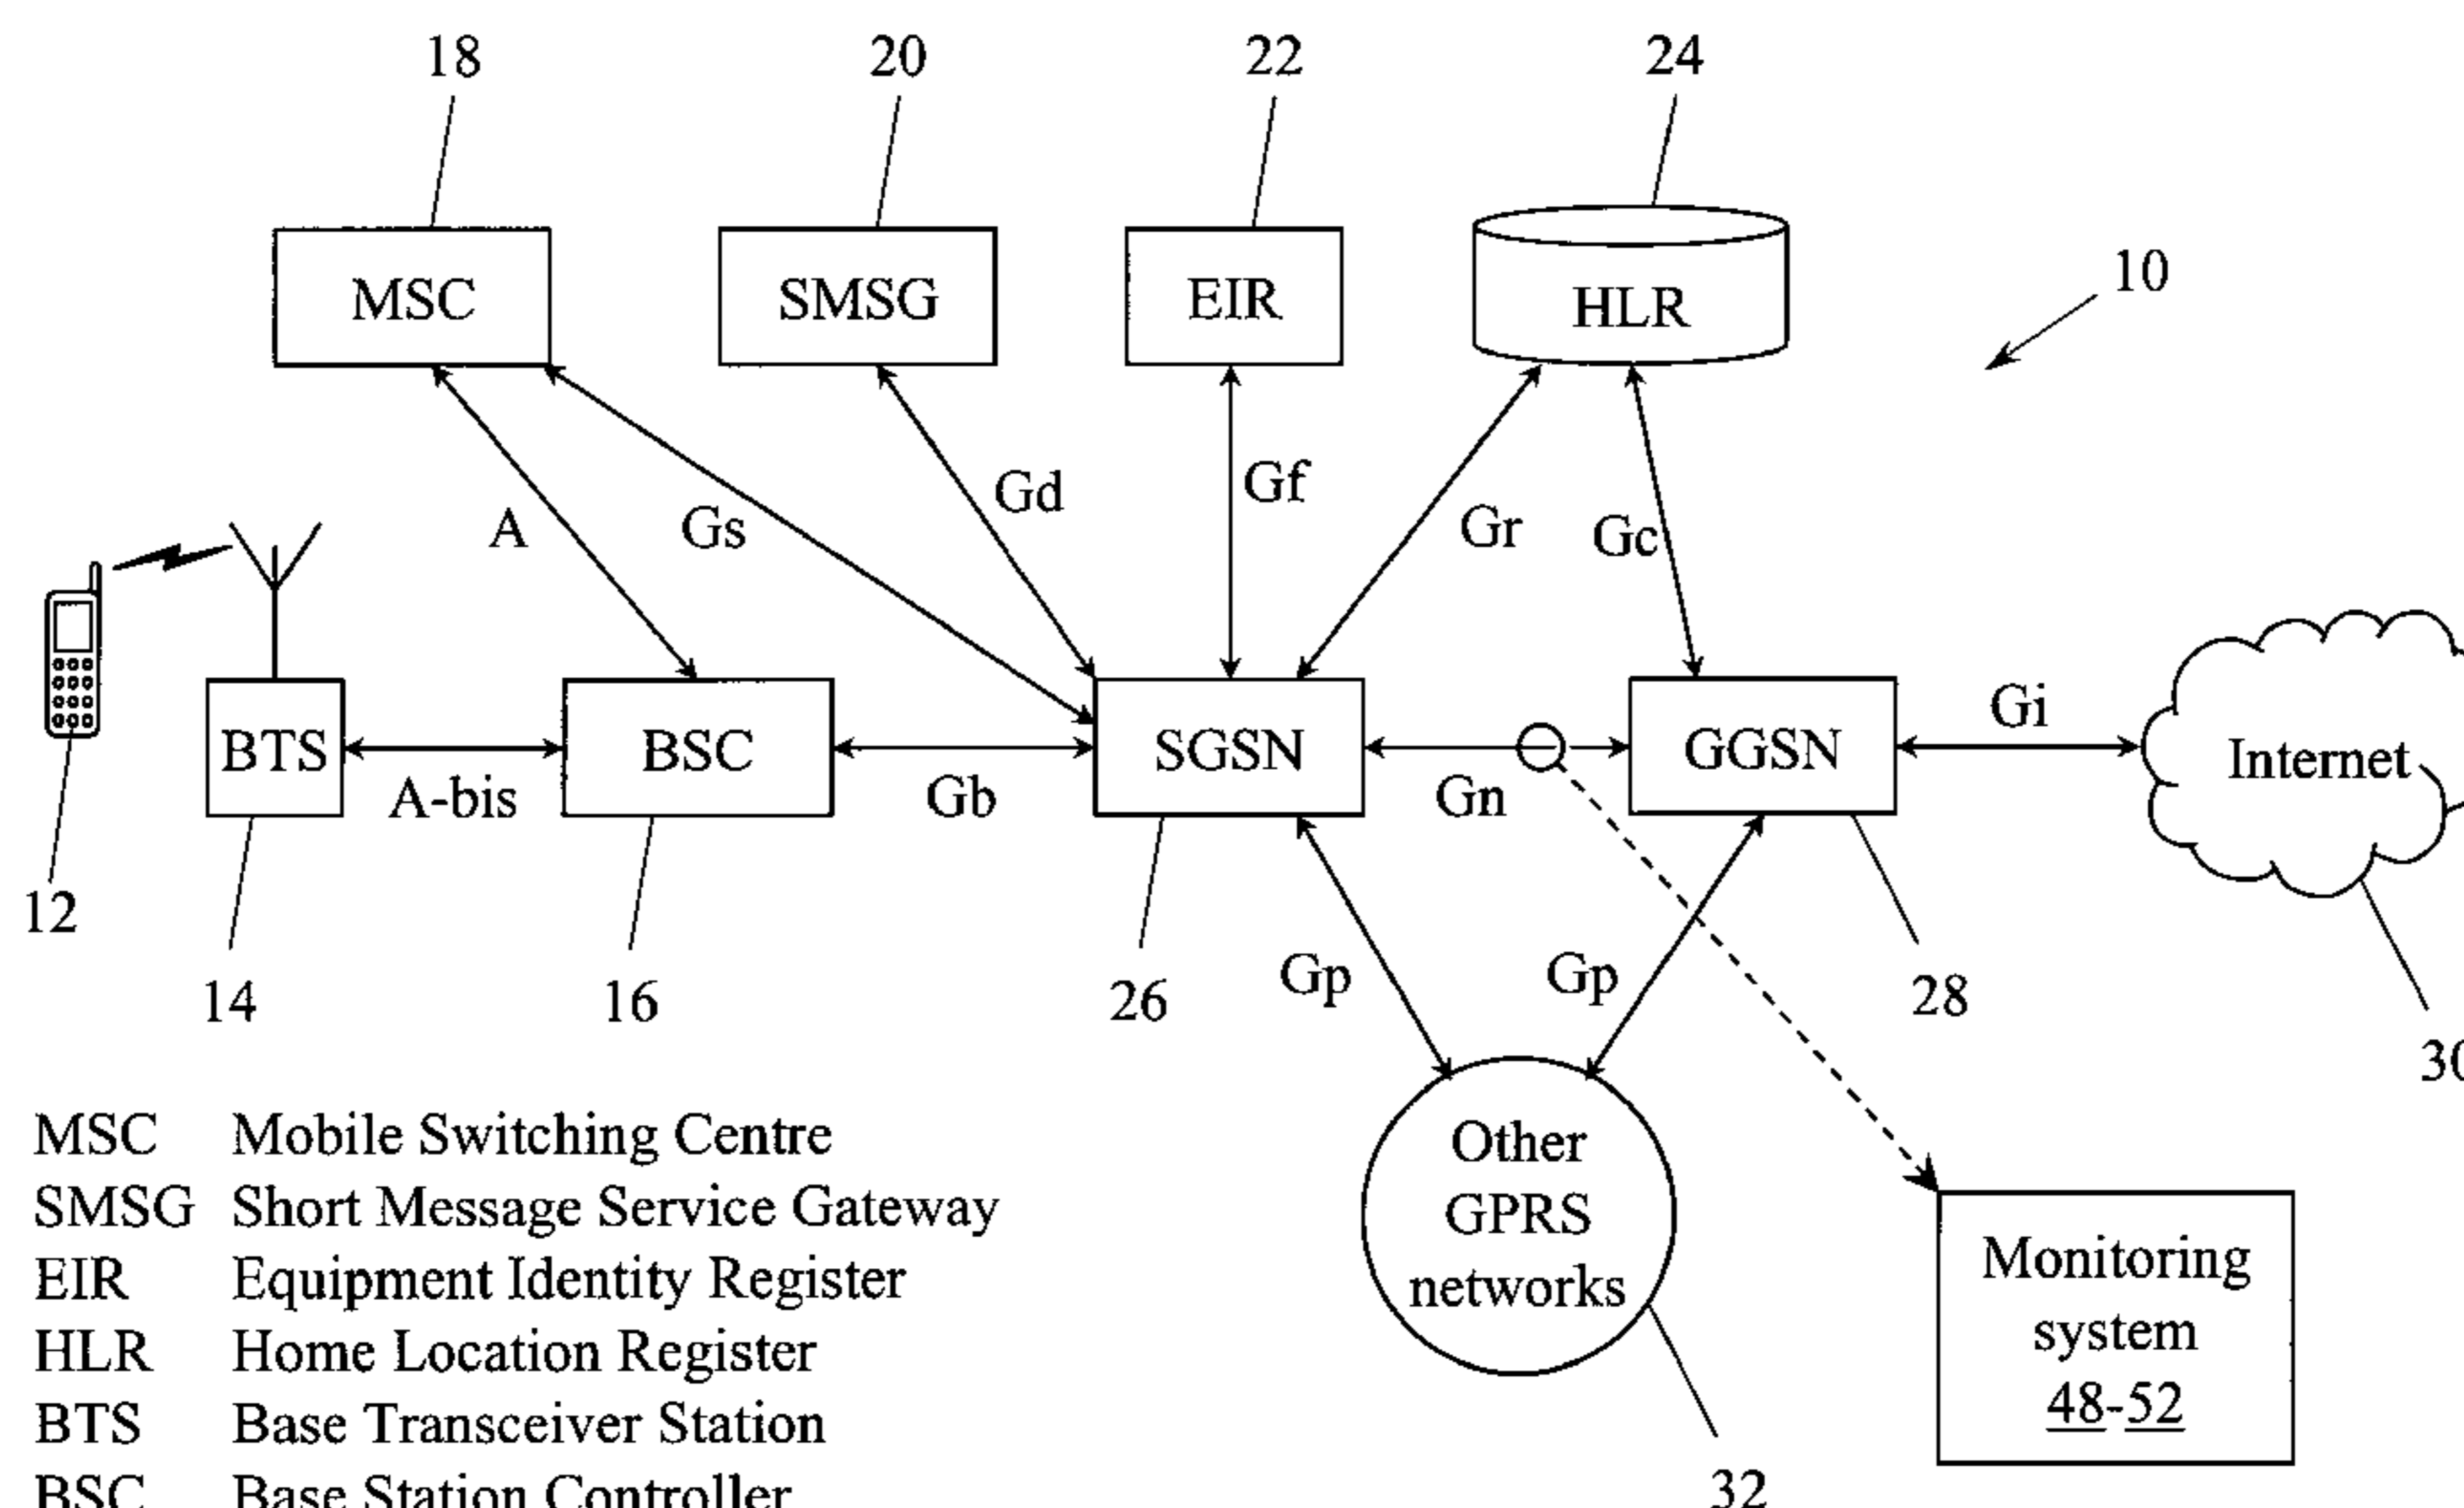 18
20
22
24
10
MSC
SMSG
EIR
HLR
A
Gs
Gd
Gf
Gr
Gc
Gi
BTS
A-bis
BSC
Gb
SGSN
Gn
GGSN
Internet
12
14
16
26
Gp
Gp
28
30
Other
GPRS
networks
32
Monitoring
system
48-52
MSC Mobile Switching Centre
SMSG Short Message Service Gateway
EIR Equipment Identity Register
HLR Home Location Register
BTS Base Transceiver Station
BSC Base Station Controller